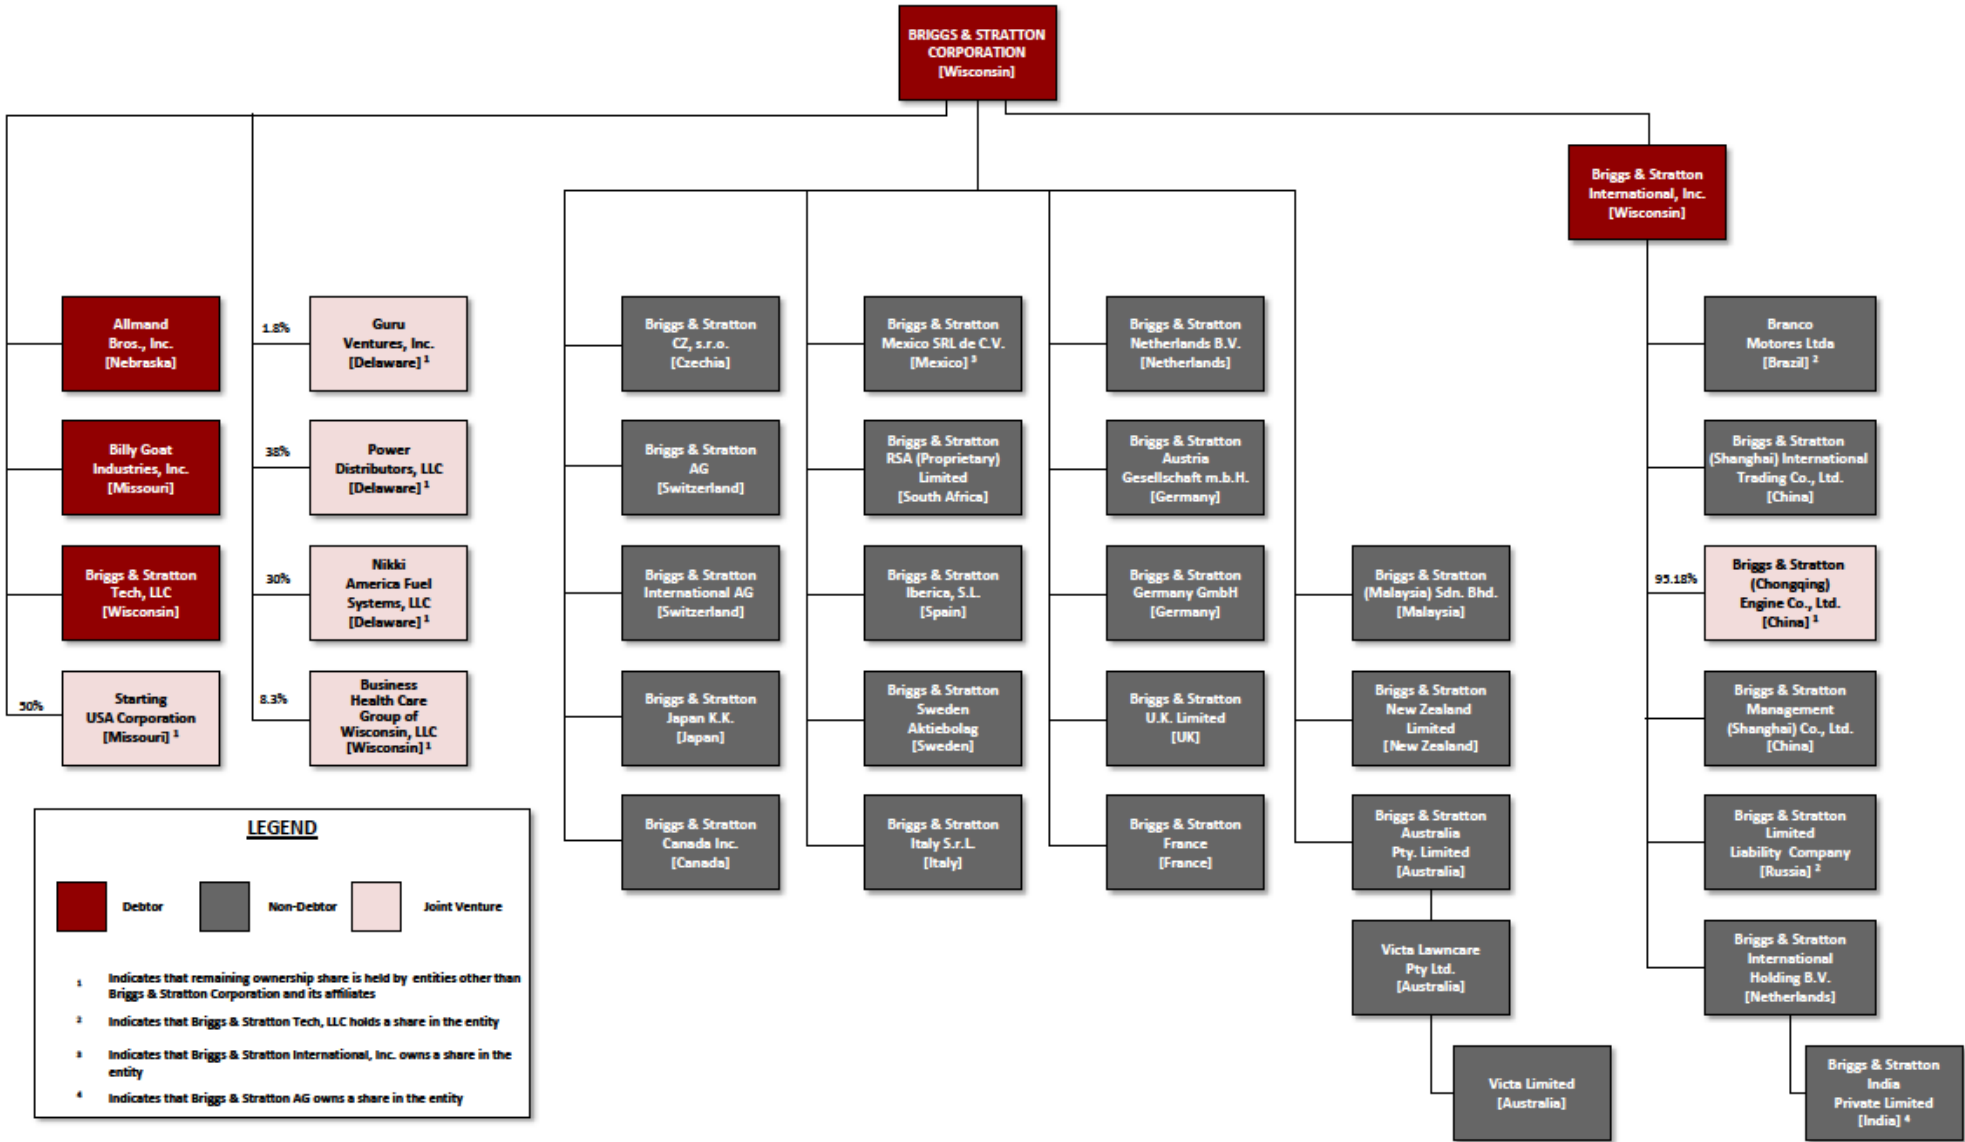 BRIGGS & STRATTON
CORPORATION
[Wisconsin]
Briggs & Stratton
International, Inc.
[Wisconsin]
Allmand
Bros., Inc.
[Nebraska]
Billy Goat
Industries, Inc.
[Missouri]
Briggs & Stratton
Tech, LLC
[Wisconsin]
50%
Starting
USA Corporation
[Missouri] 1
1.8%
Guru
Ventures, Inc.
[Delaware] 1
38%
Power
Distributors, LLC
[Delaware] 1
30%
Nikki
America Fuel
Systems, LLC
[Delaware] 1
8.3%
Business
Health Care
Group of
Wisconsin, LLC
[Wisconsin] 1
Briggs & Stratton
CZ, s.r.o.
[Czechia]
Briggs & Stratton
AG
[Switzerland]
Briggs & Stratton
International AG
[Switzerland]
Briggs & Stratton
Japan K.K.
[Japan]
Briggs & Stratton
Canada Inc.
[Canada]
Briggs & Stratton
Mexico SRL de C.V.
[Mexico] 3
Briggs & Stratton
RSA (Proprietary)
Limited
[South Africa]
Briggs & Stratton
Iberica, S.L.
[Spain]
Briggs & Stratton
Sweden
Aktiebolag
[Sweden]
Briggs & Stratton
Italy S.r.L.
[Italy]
Briggs & Stratton
Netherlands B.V.
[Netherlands]
Briggs & Stratton
Austria
Gesellschaft m.b.H.
[Germany]
Briggs & Stratton
Germany GmbH
[Germany]
Briggs & Stratton
U.K. Limited
[UK]
Briggs & Stratton
France
[France]
Briggs & Stratton
(Malaysia) Sdn. Bhd.
[Malaysia]
Briggs & Stratton
New Zealand
Limited
[New Zealand]
Briggs & Stratton
Australia
Pty. Limited
[Australia]
Victa Lawncare
Pty Ltd.
[Australia]
Victa Limited
[Australia]
Branco
Motores Ltda
[Brazil] 2
Briggs & Stratton
(Shanghai) International
Trading Co., Ltd.
[China]
95.18%
Briggs & Stratton
(Chongqing)
Engine Co., Ltd.
[China] 1
Briggs & Stratton
Management
(Shanghai) Co., Ltd.
[China]
Briggs & Stratton
Limited
Liability Company
[Russia] 2
Briggs & Stratton
International
Holding B.V.
[Netherlands]
Briggs & Stratton
India
Private Limited
[India] 4
LEGEND
Debtor
Non-Debtor
Joint Venture
1 Indicates that remaining ownership share is held by entities other than
Briggs & Stratton Corporation and its affiliates
2 Indicates that Briggs & Stratton Tech, LLC holds a share in the entity
3 Indicates that Briggs & Stratton International, Inc. owns a share in the
entity
4 Indicates that Briggs & Stratton AG owns a share in the entity